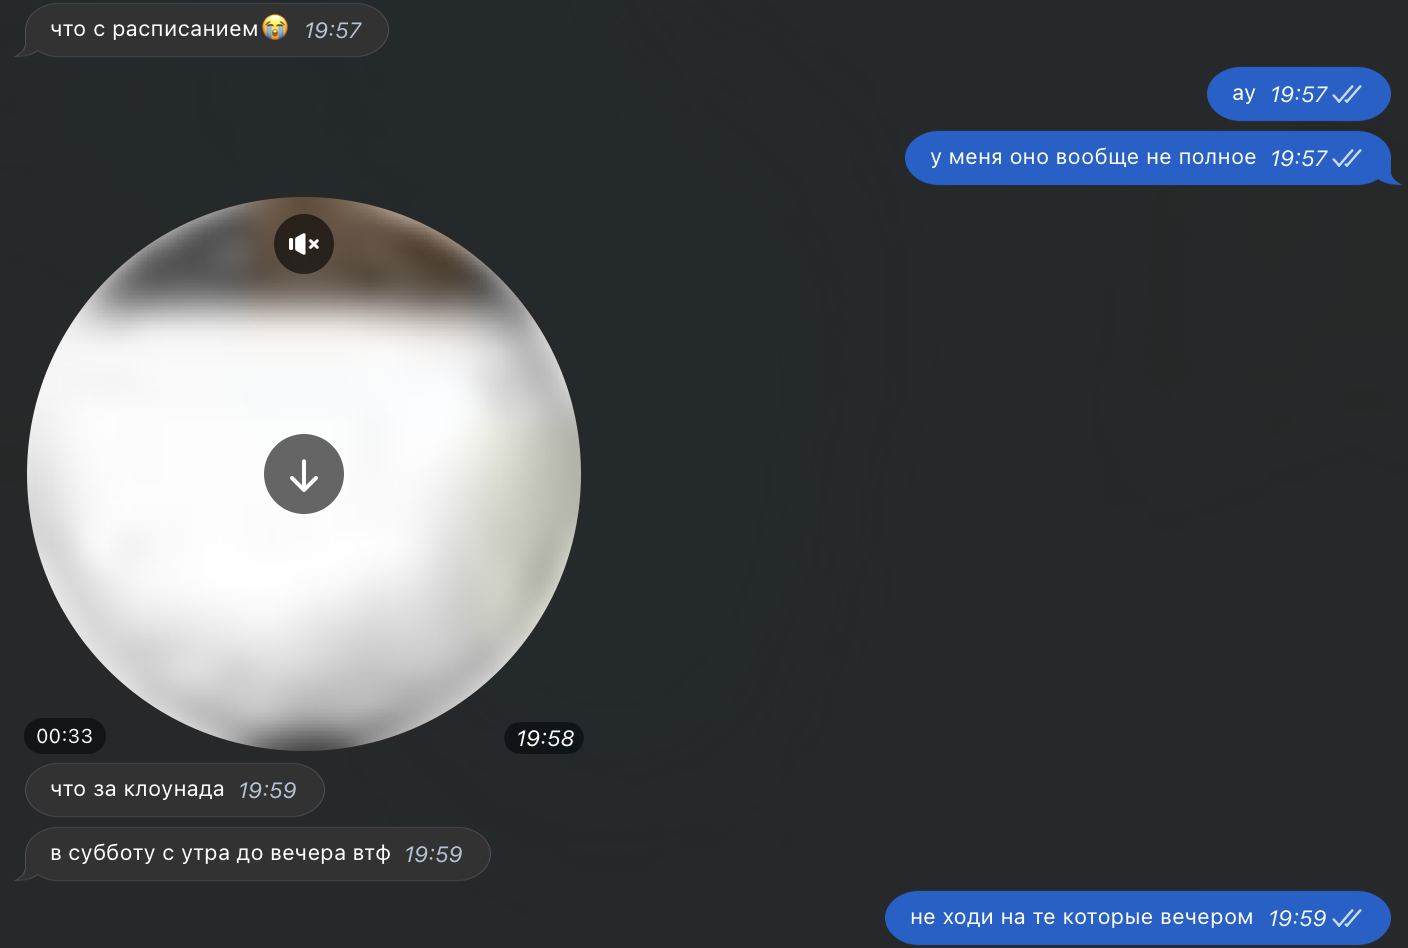 что с расписанием😭 19:57
ау 19:57
у меня оно вообще не полное 19:57
00:33 19:58
что за клоунада 19:59
в субботу с утра до вечера втф 19:59
не ходи на те которые вечером 19:59